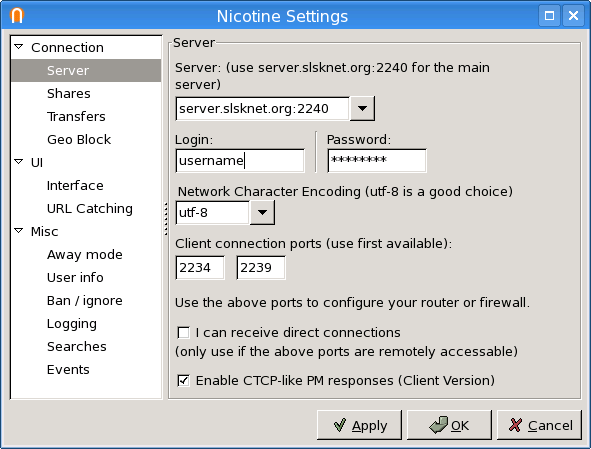 Nicotine Settings
Connection
Server
Shares
Transfers
Geo Block
UI
Interface
URL Catching
Misc
Away mode
User info
Ban / ignore
Logging
Searches
Events
Server
Server: (use server.slsknet.org:2240 for the main
server)
server.slsknet.org:2240
Login: Password:
username ********
Network Character Encoding (utf-8 is a good choice)
utf-8
Client connection ports (use first available):
2234 2239
Use the above ports to configure your router or firewall.
I can receive direct connections
(only use if the above ports are remotely accessable)
Enable CTCP-like PM responses (Client Version)
Apply OK Cancel